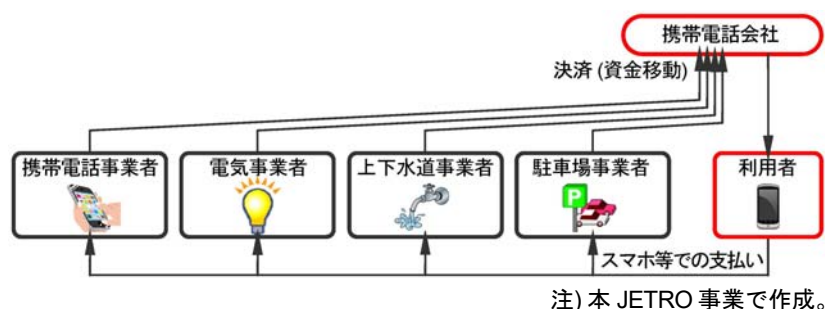 携帯電話会社
決済 (資金移動)
携帯電話事業者
電気事業者
上下水道事業者
駐車場事業者
利用者
P
スマホ等での支払い
注) 本 JETRO 事業で作成。